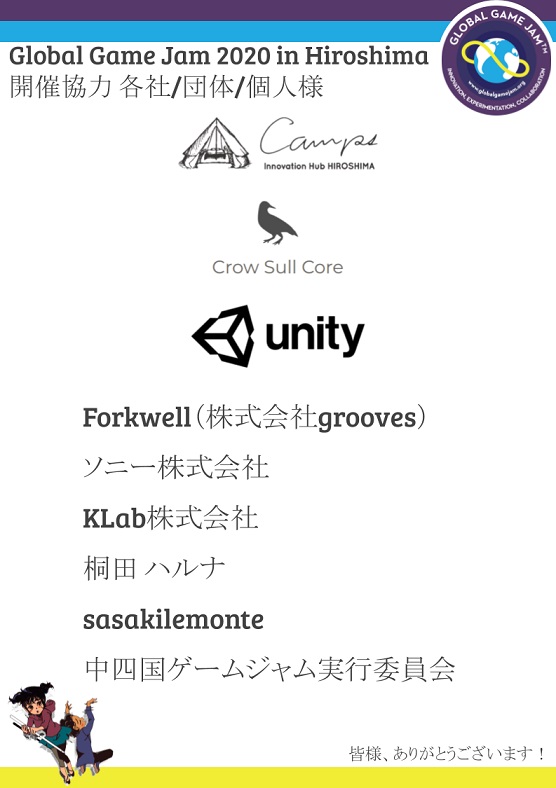 Global Game Jam 2020 in Hiroshima
開催協力 各社/団体/個人様
GLOBAL GAME JAM™
www.globalgamejam.org
INNOVATION, EXPERIMENTATION, COLLABORATION
Camps
Innovation Hub HIROSHIMA
Crow Sull Core
unity
Forkwell（株式会社grooves）
ソニー株式会社
KLab株式会社
桐田 ハルナ
sasakilemonte
中四国ゲームジャム実行委員会
皆様、ありがとうございます！